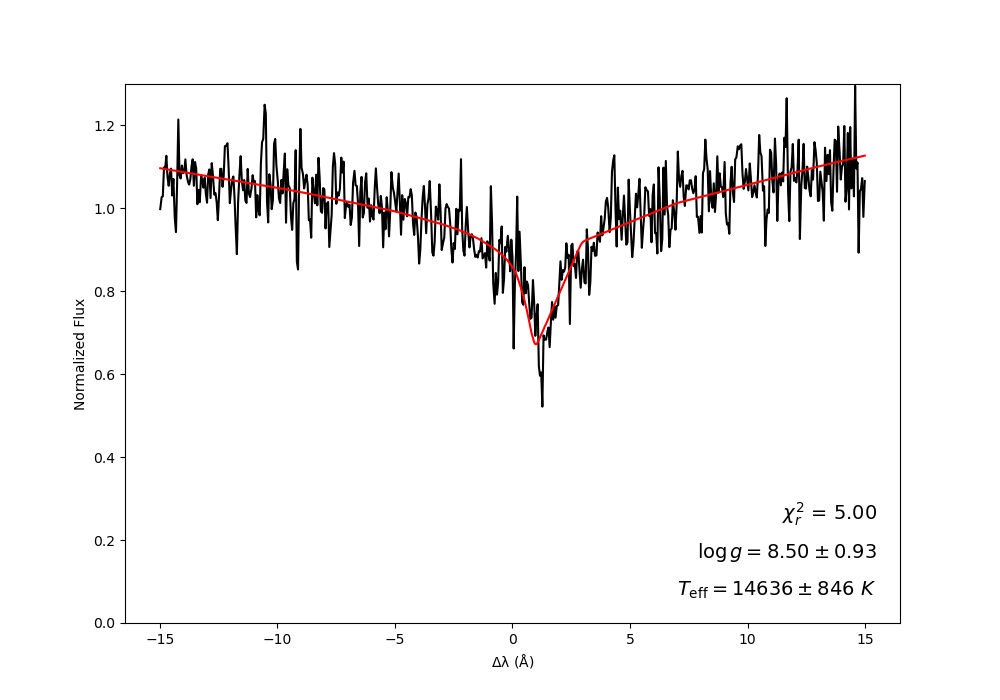 1.2
1.0
0.8
0.6
0.4
0.2
0.0
Normalized Flux
χ²ᵣ = 5.00
log g = 8.50 ± 0.93
T_eff = 14636 ± 846 K
−15 −10 −5 0 5 10 15
Δλ (Å)